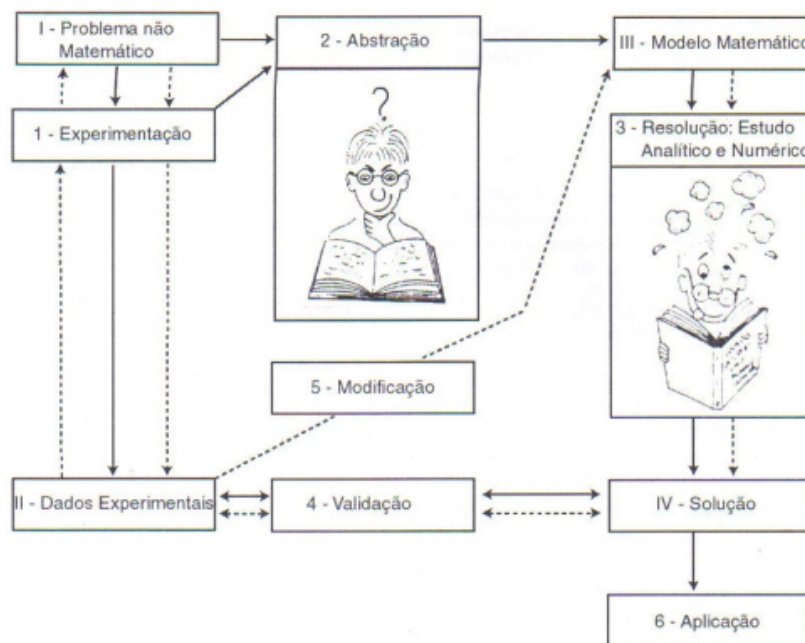 I - Problema não
Matemático
2 - Abstração
III - Modelo Matemático
1 - Experimentação
3 - Resolução: Estudo
Analítico e Numérico
?
5 - Modificação
II - Dados Experimentais
4 - Validação
IV - Solução
6 - Aplicação